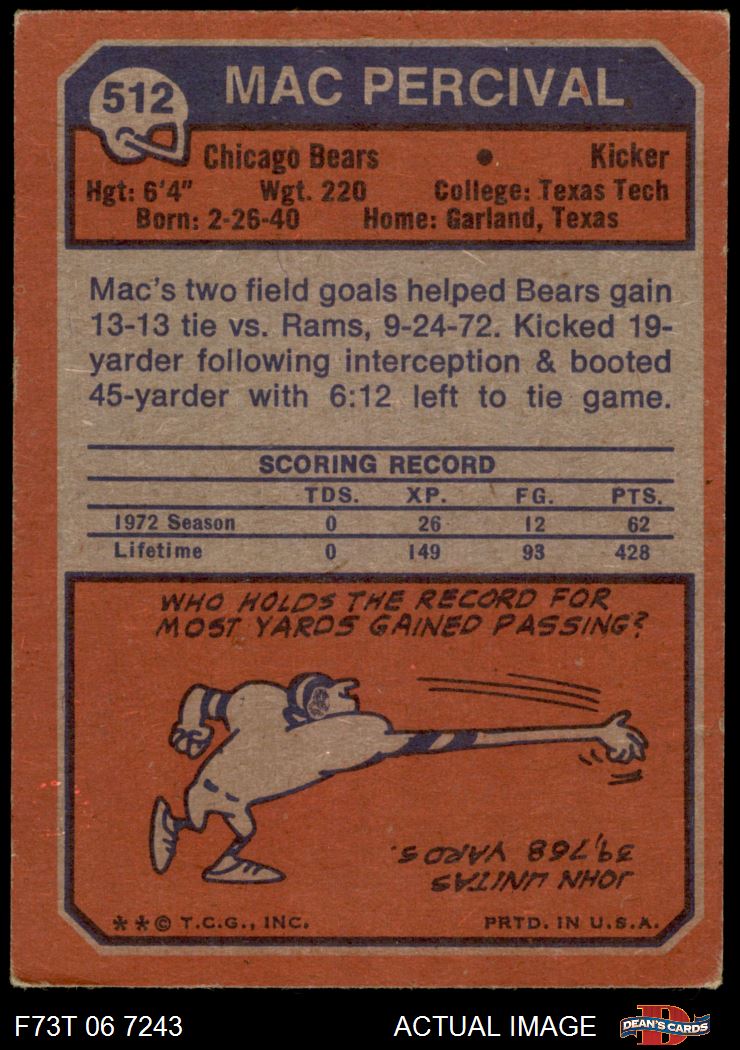 512
MAC PERCIVAL
Chicago Bears • Kicker
Hgt: 6'4" Wgt. 220 College: Texas Tech
Born: 2-26-40 Home: Garland, Texas
Mac's two field goals helped Bears gain
13-13 tie vs. Rams, 9-24-72. Kicked 19-
yarder following interception & booted
45-yarder with 6:12 left to tie game.
SCORING RECORD
TDS. XP. FG. PTS.
1972 Season 0 26 12 62
Lifetime 0 149 93 428
WHO HOLDS THE RECORD FOR
MOST YARDS GAINED PASSING?
JOHN UNITAS
39,768 YARDS.
* * © T.C.G., INC. PRTD. IN U.S.A.
F73T 06 7243 ACTUAL IMAGE
D
DEAN'S CARDS